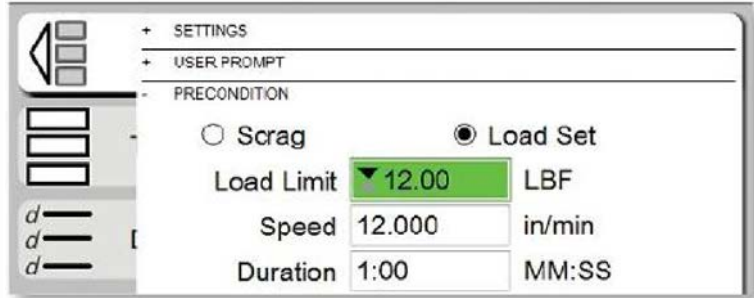 + SETTINGS
+ USER PROMPT
- PRECONDITION
Scrag Load Set
Load Limit 12.00 LBF
Speed 12.000 in/min
d
d
d
Duration 1:00 MM:SS